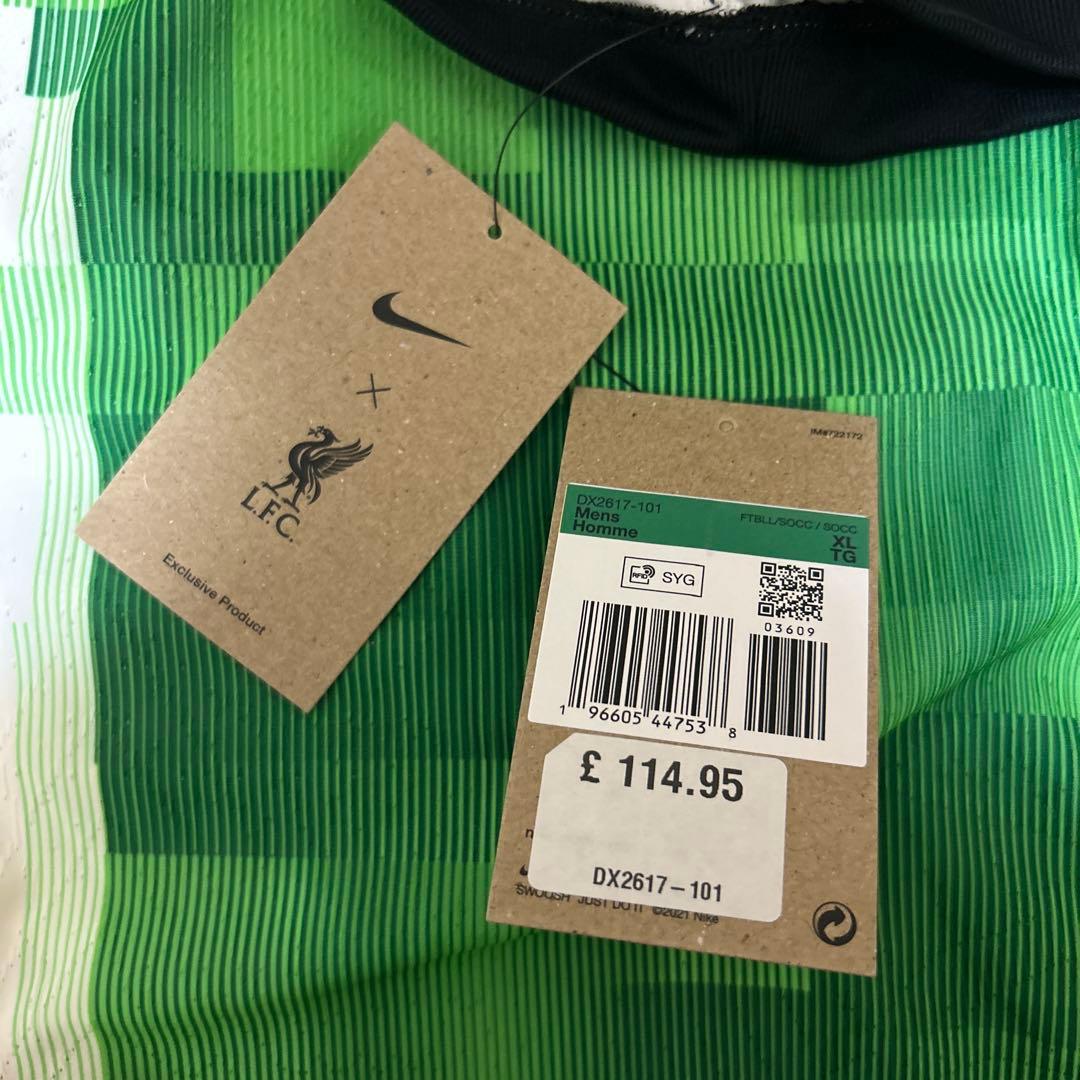 L.F.C.
Exclusive Product
IM#722172
DX2617-101
Mens
Homme
FTBLL/SOCC / SOCC
XL
TG
RFID
SYG
03609
1 96605 44753 8
£ 114.95
DX2617-101
SWOOSH JUST DO IT ©2021 Nike